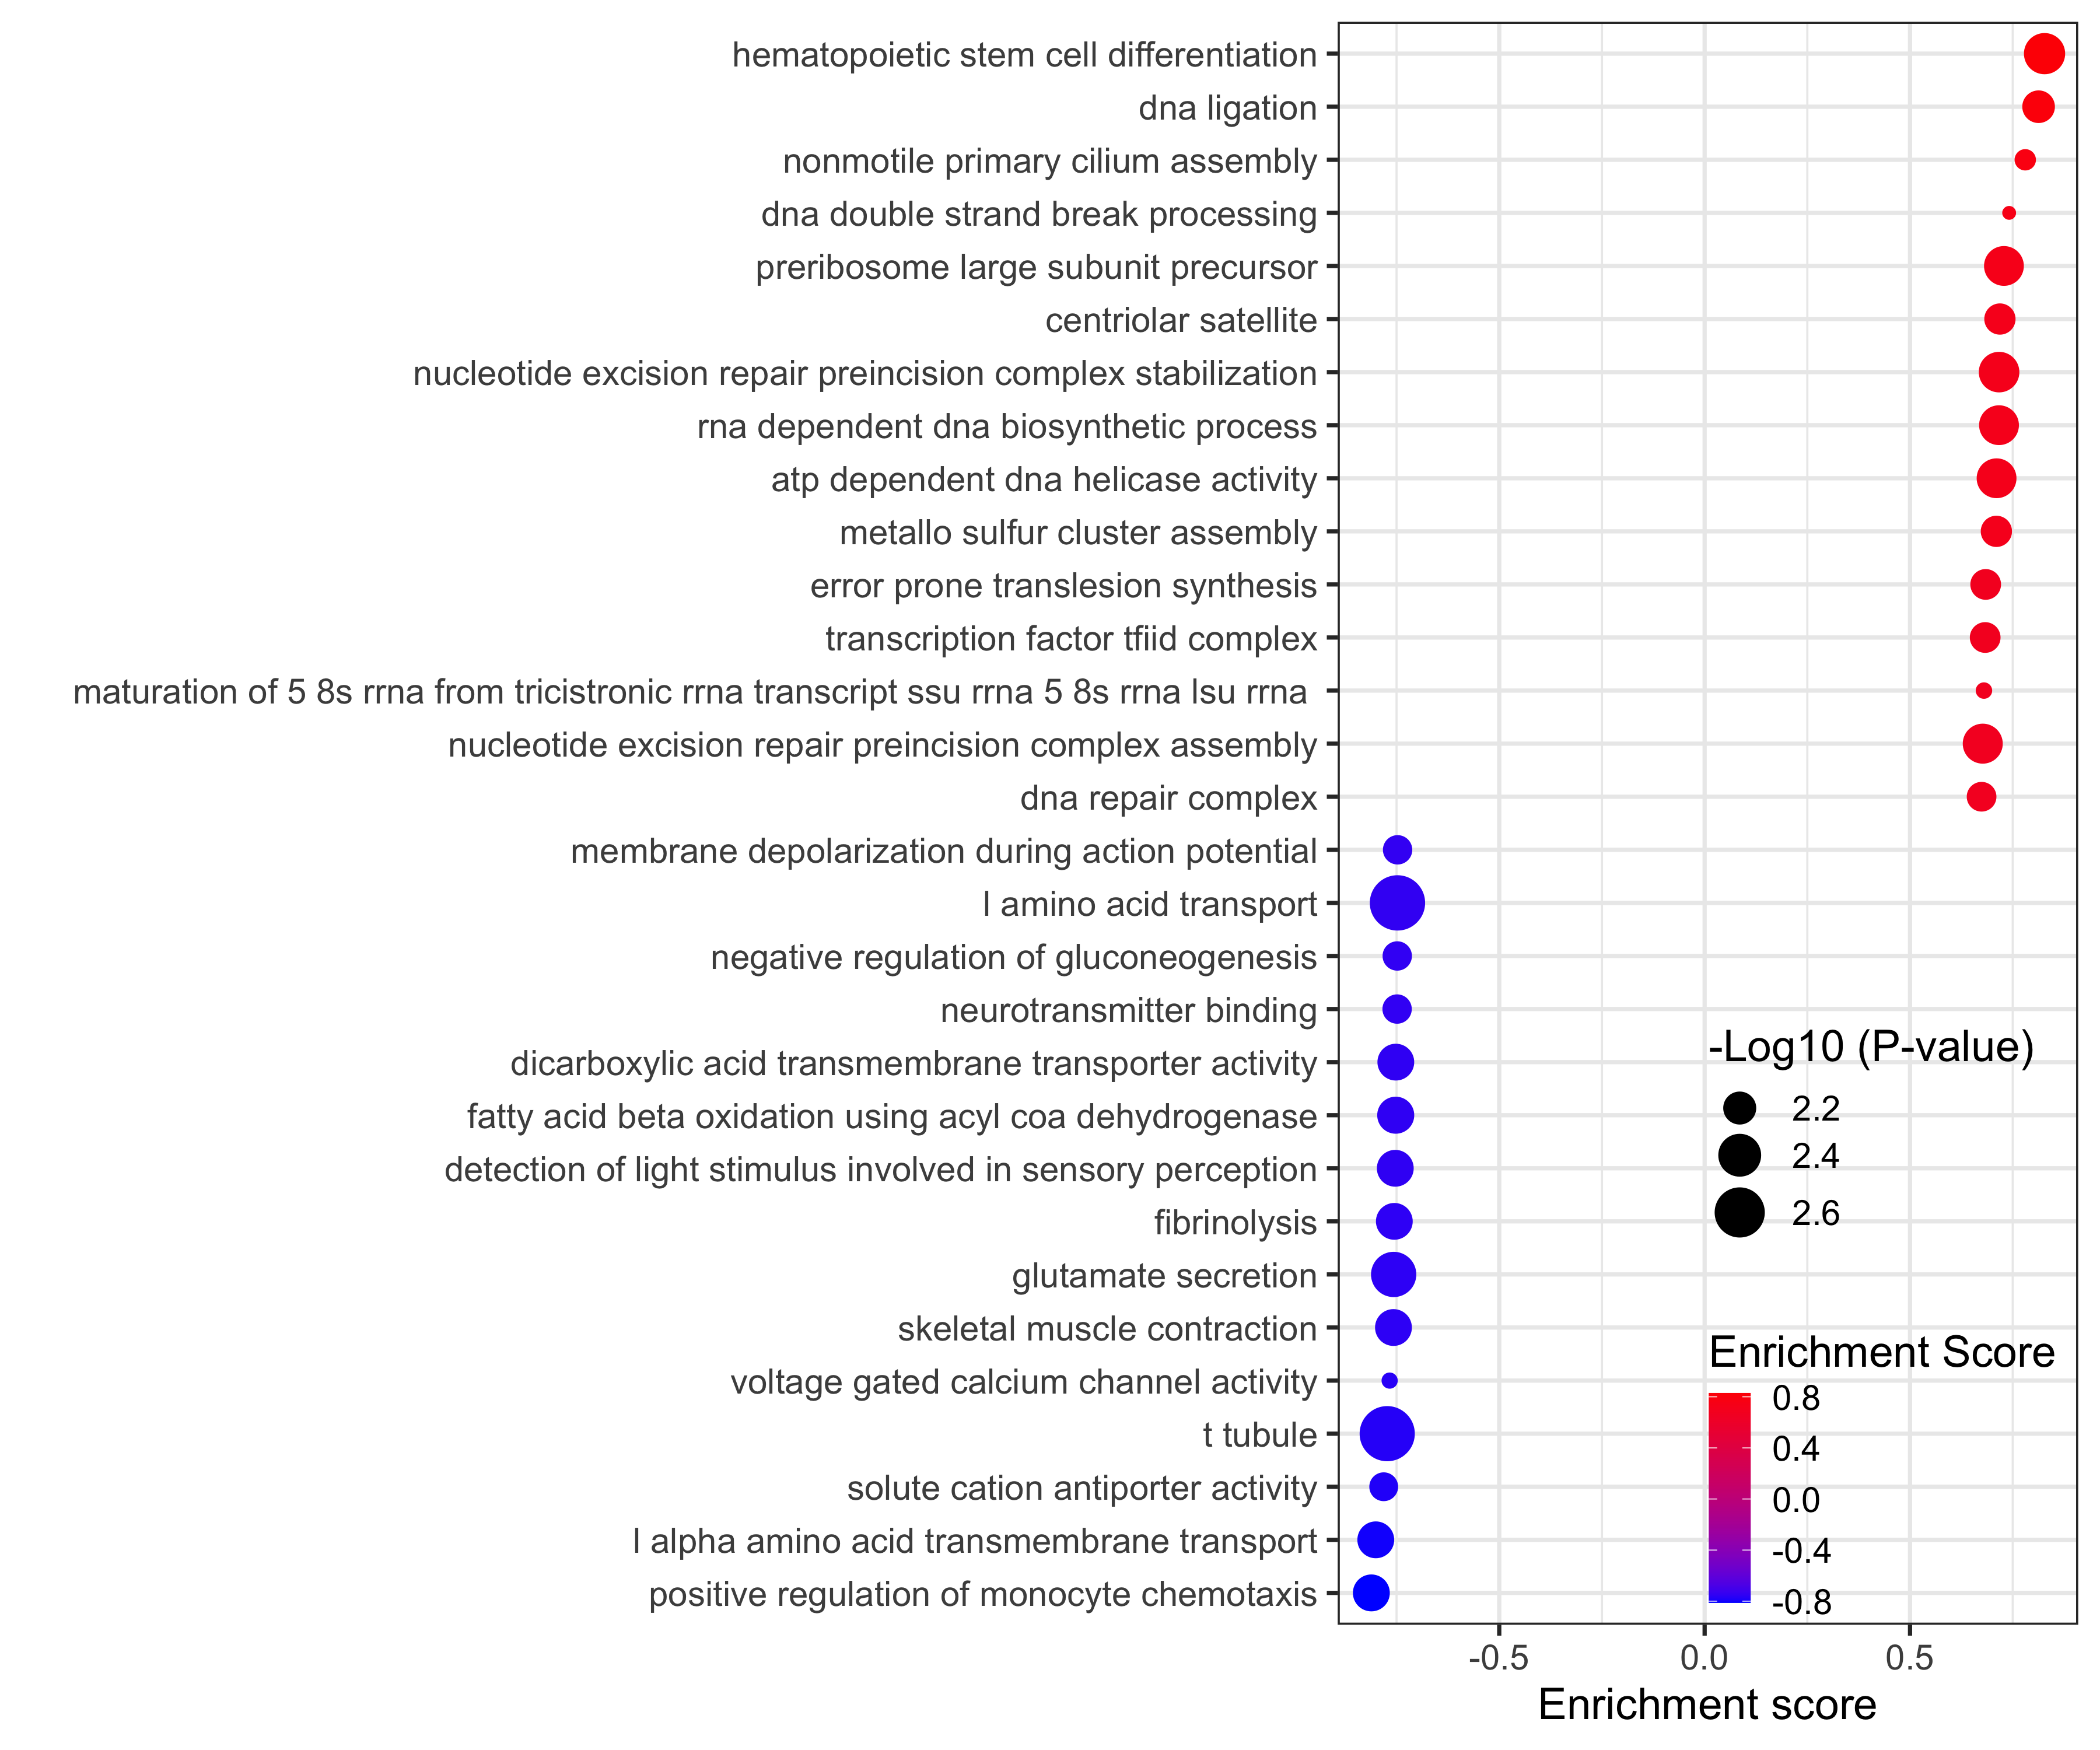 hematopoietic stem cell differentiation
dna ligation
nonmotile primary cilium assembly
dna double strand break processing
preribosome large subunit precursor
centriolar satellite
nucleotide excision repair preincision complex stabilization
rna dependent dna biosynthetic process
atp dependent dna helicase activity
metallo sulfur cluster assembly
error prone translesion synthesis
transcription factor tfiid complex
maturation of 5 8s rrna from tricistronic rrna transcript ssu rrna 5 8s rrna lsu rrna
nucleotide excision repair preincision complex assembly
dna repair complex
membrane depolarization during action potential
l amino acid transport
negative regulation of gluconeogenesis
neurotransmitter binding
dicarboxylic acid transmembrane transporter activity
fatty acid beta oxidation using acyl coa dehydrogenase
detection of light stimulus involved in sensory perception
fibrinolysis
glutamate secretion
skeletal muscle contraction
voltage gated calcium channel activity
t tubule
solute cation antiporter activity
l alpha amino acid transmembrane transport
positive regulation of monocyte chemotaxis
-Log10 (P-value)
2.2
2.4
2.6
Enrichment Score
0.8
0.4
0.0
-0.4
-0.8
-0.5 0.0 0.5
Enrichment score